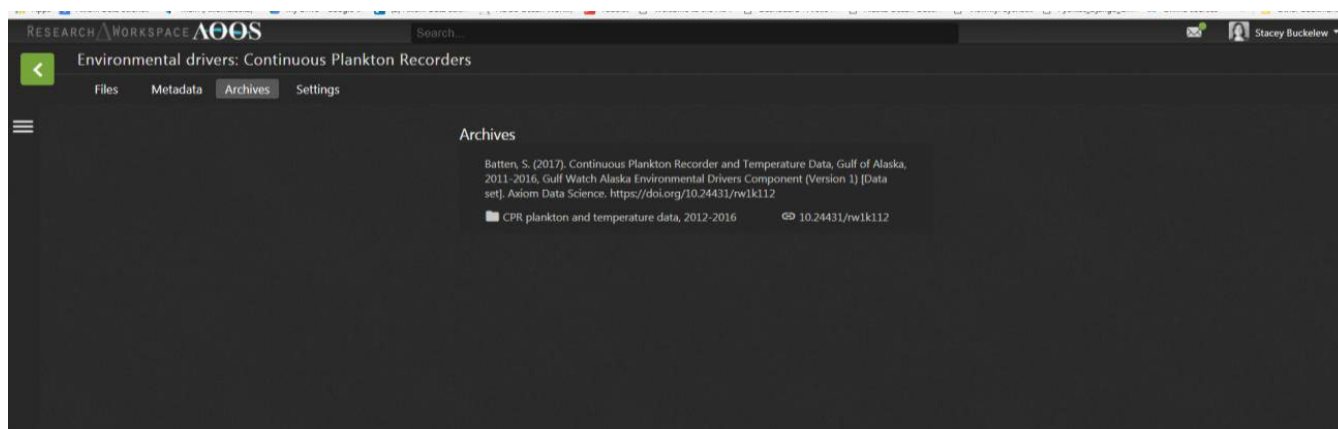 RESEARCH WORKSPACE AOOS
Search...
Stacey Buckelew
Environmental drivers: Continuous Plankton Recorders
Files Metadata Archives Settings
Archives
Batten, S. (2017). Continuous Plankton Recorder and Temperature Data, Gulf of Alaska,
2011-2016, Gulf Watch Alaska Environmental Drivers Component (Version 1) [Data
set]. Axiom Data Science. https://doi.org/10.24431/rw1k112
CPR plankton and temperature data, 2012-2016 10.24431/rw1k112